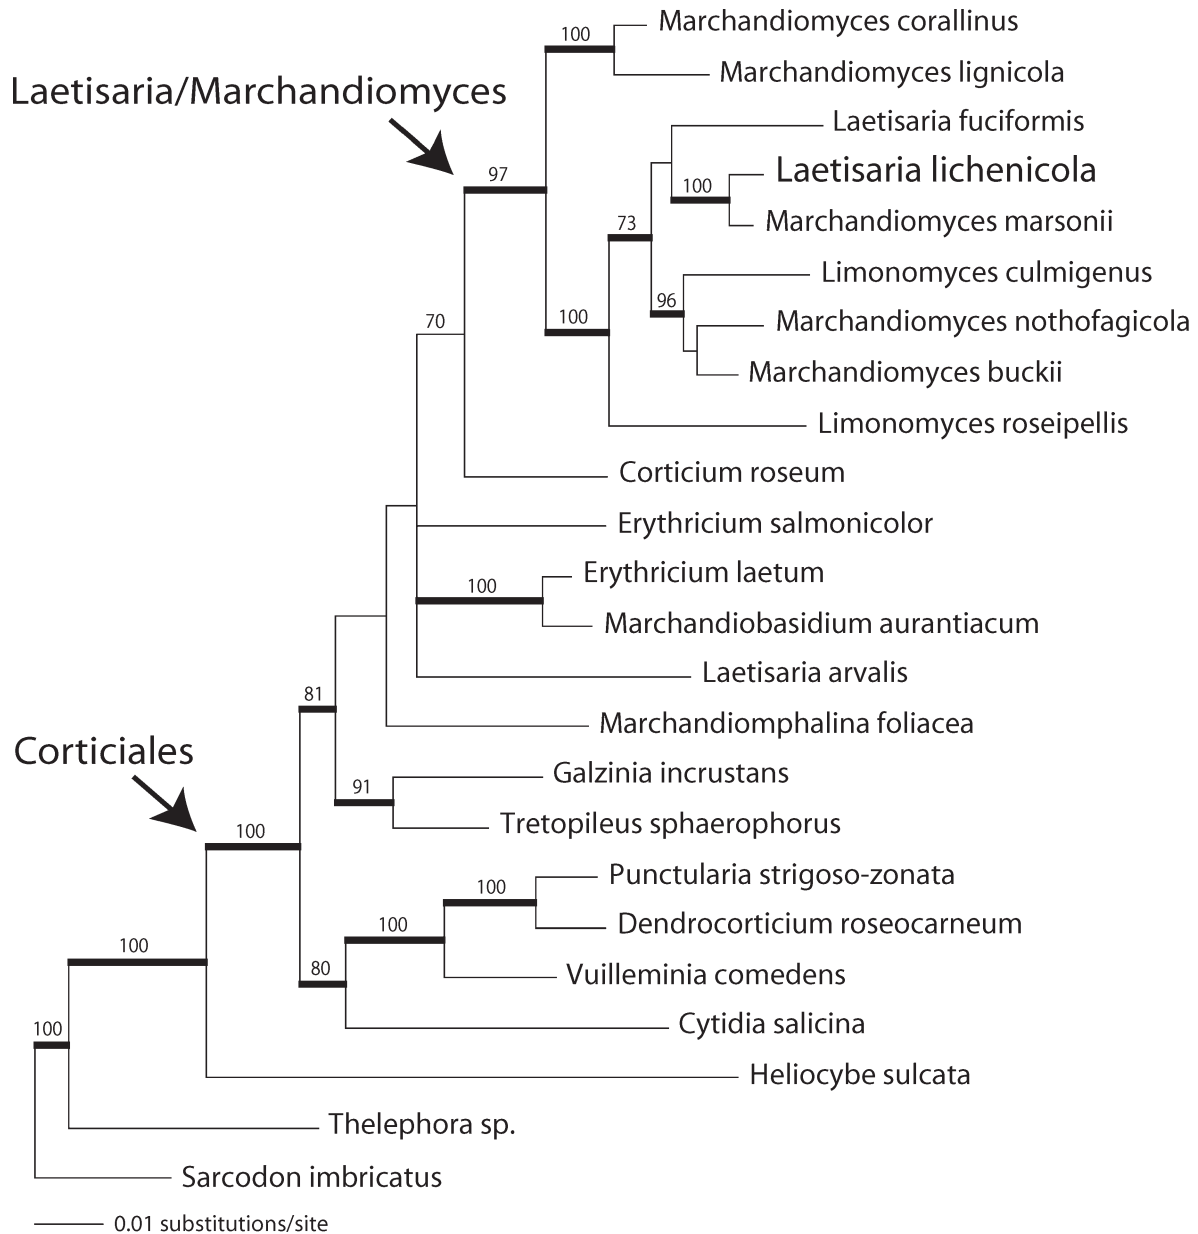 Marchandiomyces corallinus
100
Marchandiomyces lignicola
Laetisaria/Marchandiomyces
Laetisaria fuciformis
97
Laetisaria lichenicola
100
Marchandiomyces marsonii
73
Limonomyces culmigenus
96
Marchandiomyces nothofagicola
70
100
Marchandiomyces buckii
Limonomyces roseipellis
Corticium roseum
Erythricium salmonicolor
Erythricium laetum
100
Marchandiobasidium aurantiacum
Laetisaria arvalis
81
Marchandiomphalina foliacea
Corticiales
Galzinia incrustans
91
Tretopileus sphaerophorus
100
Punctularia strigoso-zonata
100
Dendrocorticium roseocarneum
100
100
Vuilleminia comedens
80
Cytidia salicina
100
Heliocybe sulcata
Thelephora sp.
Sarcodon imbricatus
0.01 substitutions/site